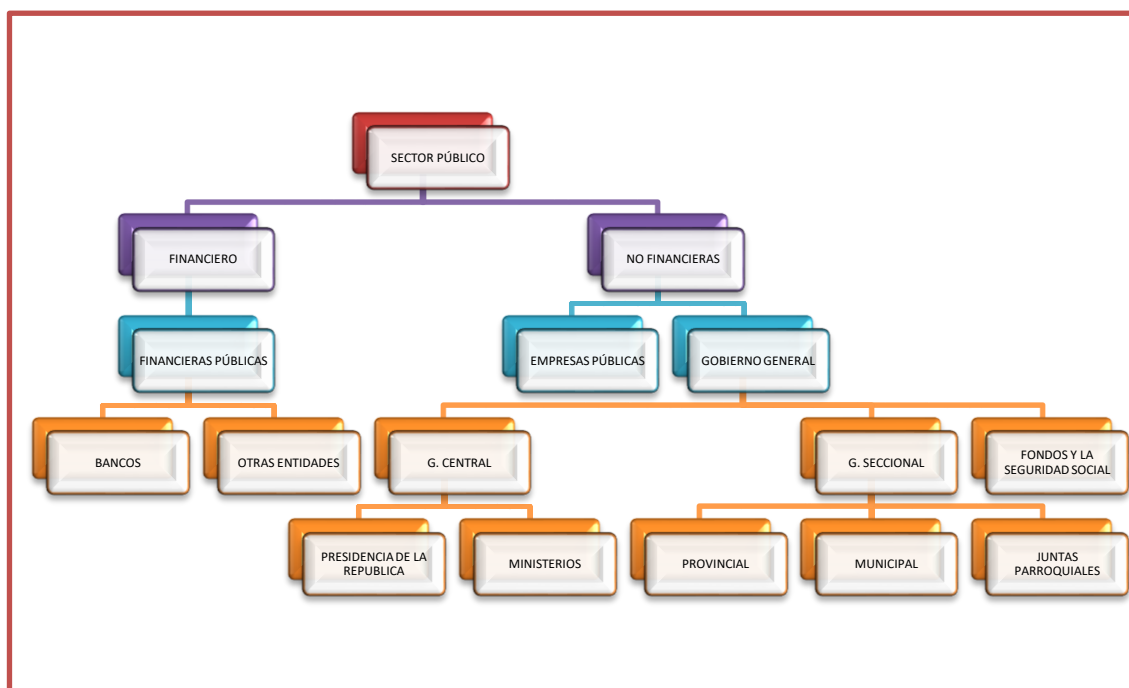 SECTOR PÚBLICO
FINANCIERO
NO FINANCIERAS
FINANCIERAS PÚBLICAS
EMPRESAS PÚBLICAS
GOBIERNO GENERAL
BANCOS
OTRAS ENTIDADES
G. CENTRAL
G. SECCIONAL
FONDOS Y LA
SEGURIDAD SOCIAL
PRESIDENCIA DE LA
REPUBLICA
MINISTERIOS
PROVINCIAL
MUNICIPAL
JUNTAS
PARROQUIALES